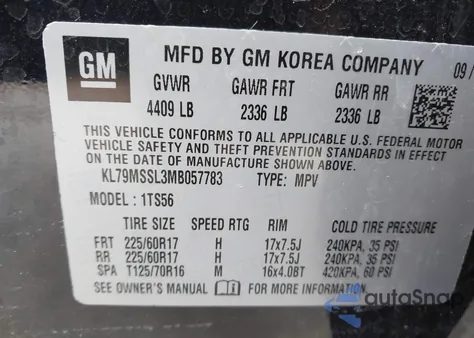 GM
MFD BY GM KOREA COMPANY 09/
GVWR GAWR FRT GAWR RR
4409 LB 2336 LB 2336 LB
THIS VEHICLE CONFORMS TO ALL APPLICABLE U.S. FEDERAL MOTOR
VEHICLE SAFETY AND THEFT PREVENTION STANDARDS IN EFFECT ON
THE DATE OF MANUFACTURE SHOWN ABOVE.
KL79MSSL3MB057783 TYPE: MPV
MODEL: 1TS56
TIRE SIZE SPEED RTG RIM COLD TIRE PRESSURE
FRT 225/60R17 H 17x7.5J 240KPA, 35 PSI
RR 225/60R17 H 17x7.5J 240KPA, 35 PSI
SPA T125/70R16 M 16x4.0BT 420KPA, 60 PSI
SEE OWNER'S MANUAL FOR MORE INFORMATION.
autoSnap